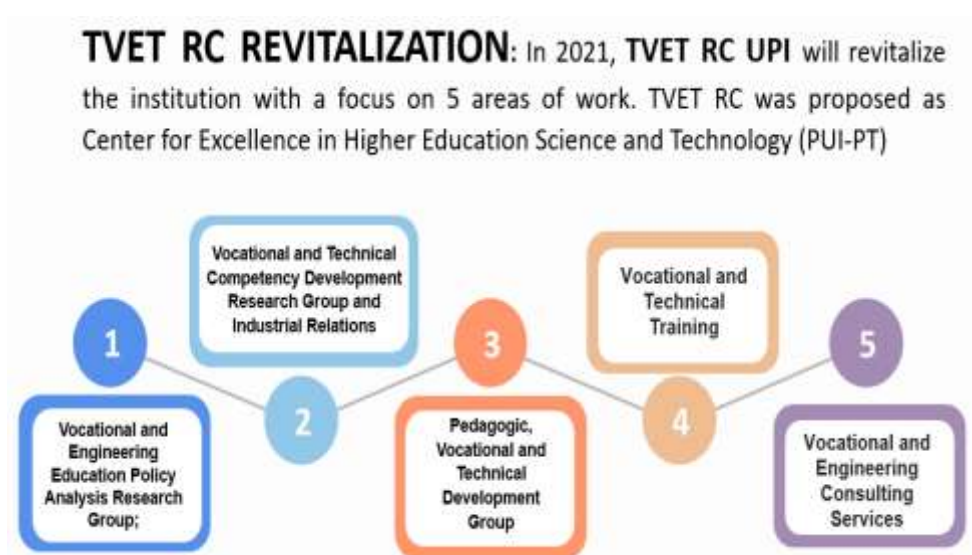 TVET RC REVITALIZATION: In 2021, TVET RC UPI will revitalize
the institution with a focus on 5 areas of work. TVET RC was proposed as
Center for Excellence in Higher Education Science and Technology (PUI-PT)
1
Vocational and
Engineering
Education Policy
Analysis Research
Group;
2
Vocational and Technical
Competency Development
Research Group and
Industrial Relations
3
Pedagogic,
Vocational and
Technical
Development
Group
4
Vocational and
Technical
Training
5
Vocational and
Engineering
Consulting
Services